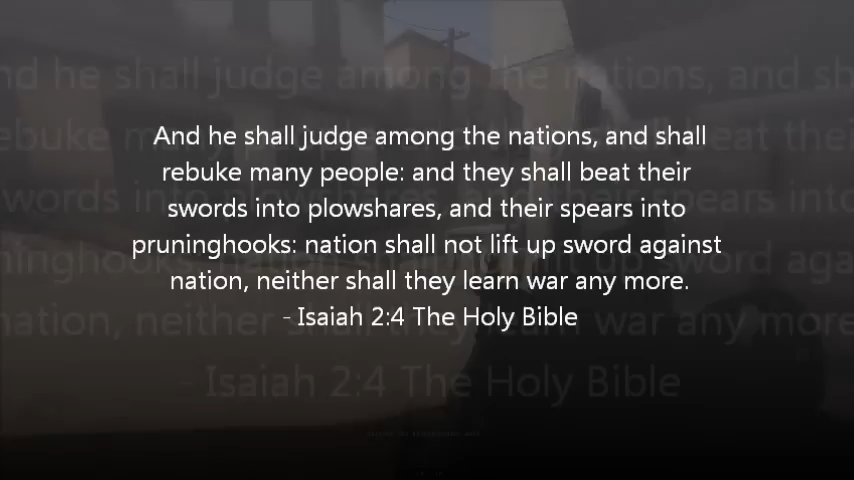 And he shall judge among the nations, and shall
rebuke many people: and they shall beat their
swords into plowshares, and their spears into
pruninghooks: nation shall not lift up sword against
nation, neither shall they learn war any more.
- Isaiah 2:4 The Holy Bible